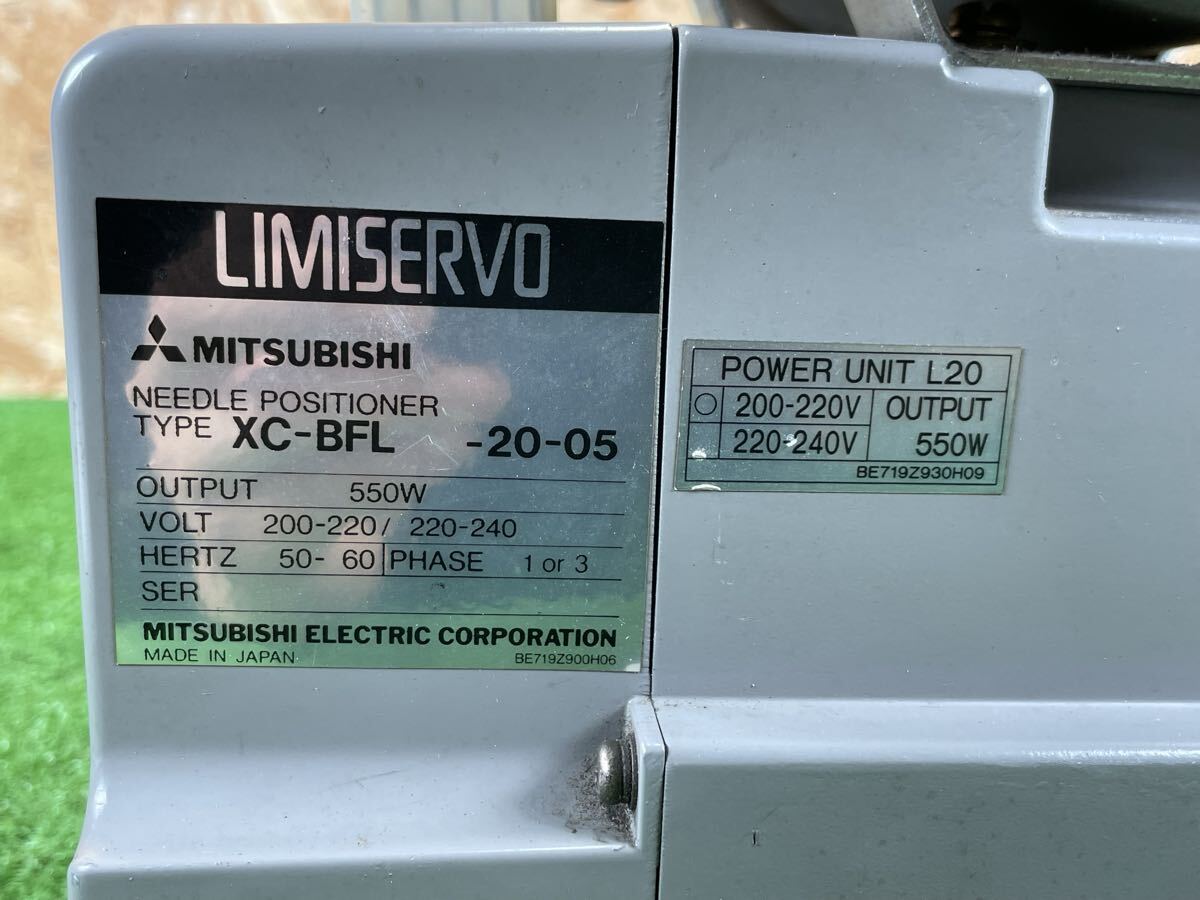 LIMISERVO
MITSUBISHI
NEEDLE POSITIONER
TYPE XC-BFL -20-05
OUTPUT 550W
VOLT 200-220/ 220-240
HERTZ 50- 60 PHASE 1 or 3
SER
MITSUBISHI ELECTRIC CORPORATION
MADE IN JAPAN BE719Z900H06
POWER UNIT L20
○ 200-220V OUTPUT
220-240V 550W
BE719Z930H09